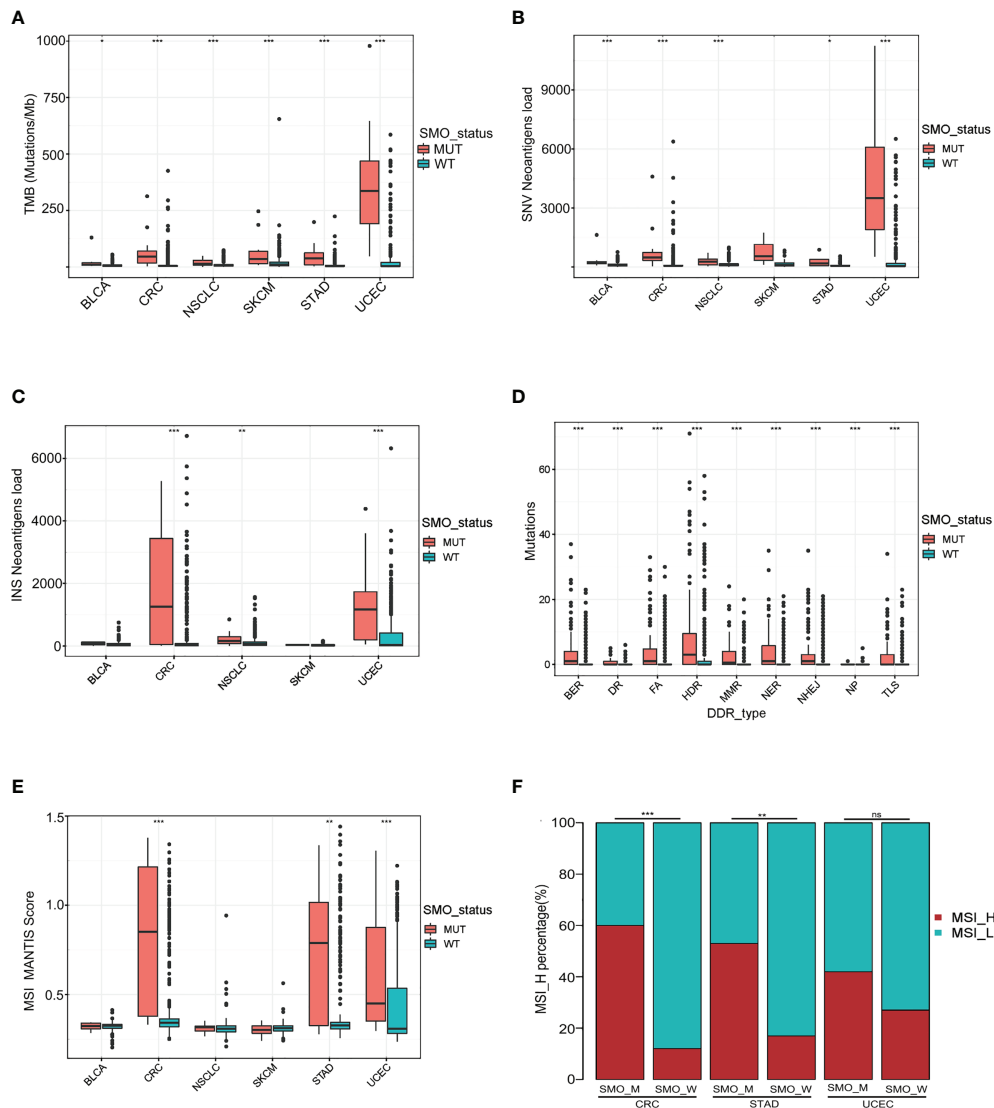 A
TMB (Mutations/Mb)
1000
750
500
250
* *** *** *** *** ***
BLCA CRC NSCLC SKCM STAD UCEC
SMO_status
MUT
WT
B
SNV Neoantigens load
9000
6000
3000
0
*** *** *** * ***
BLCA CRC NSCLC SKCM STAD UCEC
SMO_status
MUT
WT
C
INS Neoantigens load
6000
4000
2000
0
*** ** ***
BLCA CRC NSCLC SKCM UCEC
SMO_status
MUT
WT
D
Mutations
60
40
20
0
*** *** *** *** *** *** *** *** ***
BER DR FA HDR MMR NER NHEJ NP TLS
DDR_type
SMO_status
MUT
WT
E
MSI MANTIS Score
1.5
1.0
0.5
*** ** ***
BLCA CRC NSCLC SKCM STAD UCEC
SMO_status
MUT
WT
F
MSI_H percentage(%)
100
80
60
40
20
0
*** ** ns
SMO_M SMO_W SMO_M SMO_W SMO_M SMO_W
CRC STAD UCEC
MSI_H
MSI_L